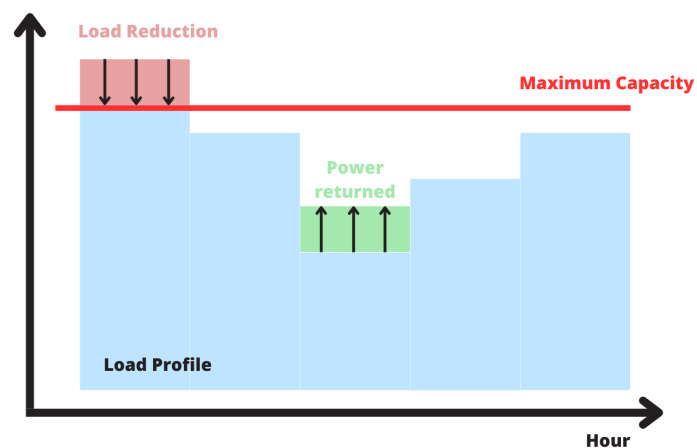 Load Reduction
Maximum Capacity
Power
returned
Load Profile
Hour